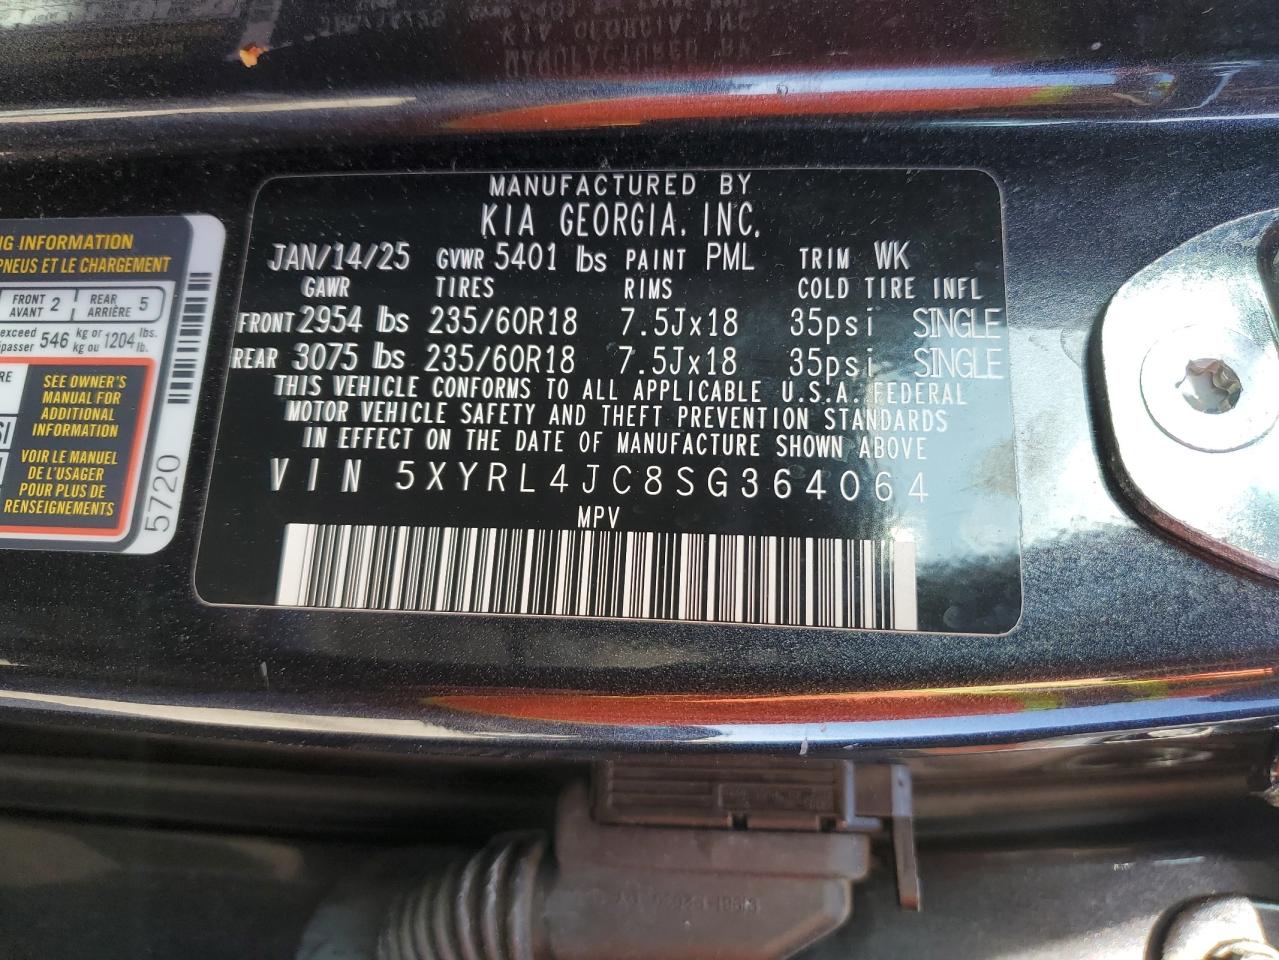 MANUFACTURED BY
KIA GEORGIA. INC.
JAN/14/25 GVWR 5401 lbs PAINT PML TRIM WK
GAWR TIRES RIMS COLD TIRE INFL
FRONT 2954 lbs 235/60R18 7.5Jx18 35psi SINGLE
REAR 3075 lbs 235/60R18 7.5Jx18 35psi SINGLE
THIS VEHICLE CONFORMS TO ALL APPLICABLE U.S.A. FEDERAL
MOTOR VEHICLE SAFETY AND THEFT PREVENTION STANDARDS
IN EFFECT ON THE DATE OF MANUFACTURE SHOWN ABOVE
VIN 5XYRL4JC8SG364064
MPV
INFORMATION
PNEUS ET LE CHARGEMENT
FRONT 2 REAR 5
AVANT ARRIÈRE
exceed 546 kg or 1204 lbs.
kg ou lb.
SEE OWNER'S
MANUAL FOR
ADDITIONAL
INFORMATION
VOIR LE MANUEL
DE L'USAGER
POUR PLUS DE
RENSEIGNEMENTS
5720